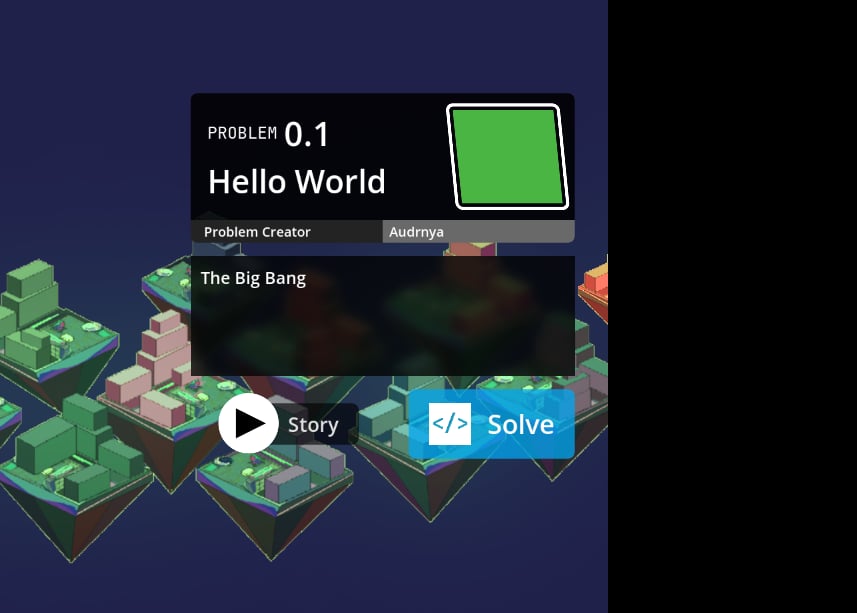 PROBLEM 0.1
Hello World
Problem Creator Audrnya
The Big Bang
Story
</> Solve